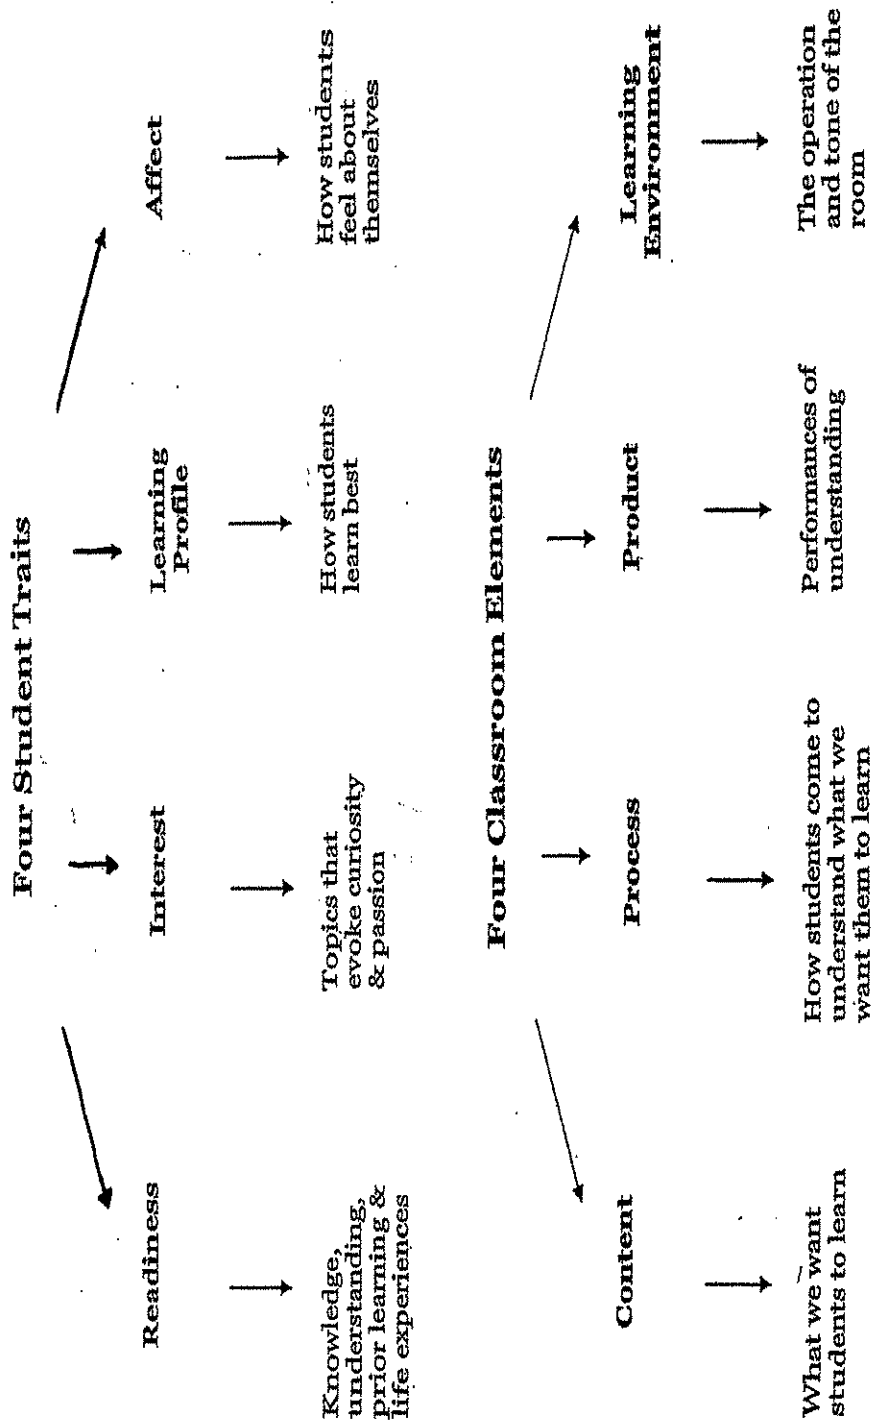 Four Student Traits
Readiness
Interest
Learning
Profile
Affect
Knowledge,
understanding,
prior learning &
life experiences
Topics that
evoke curiosity
& passion
How students
learn best
How students
feel about
themselves
Four Classroom Elements
Content
Process
Product
Learning
Environment
What we want
students to learn
How students come to
understand what we
want them to learn
Performances of
understanding
The operation
and tone of the
room